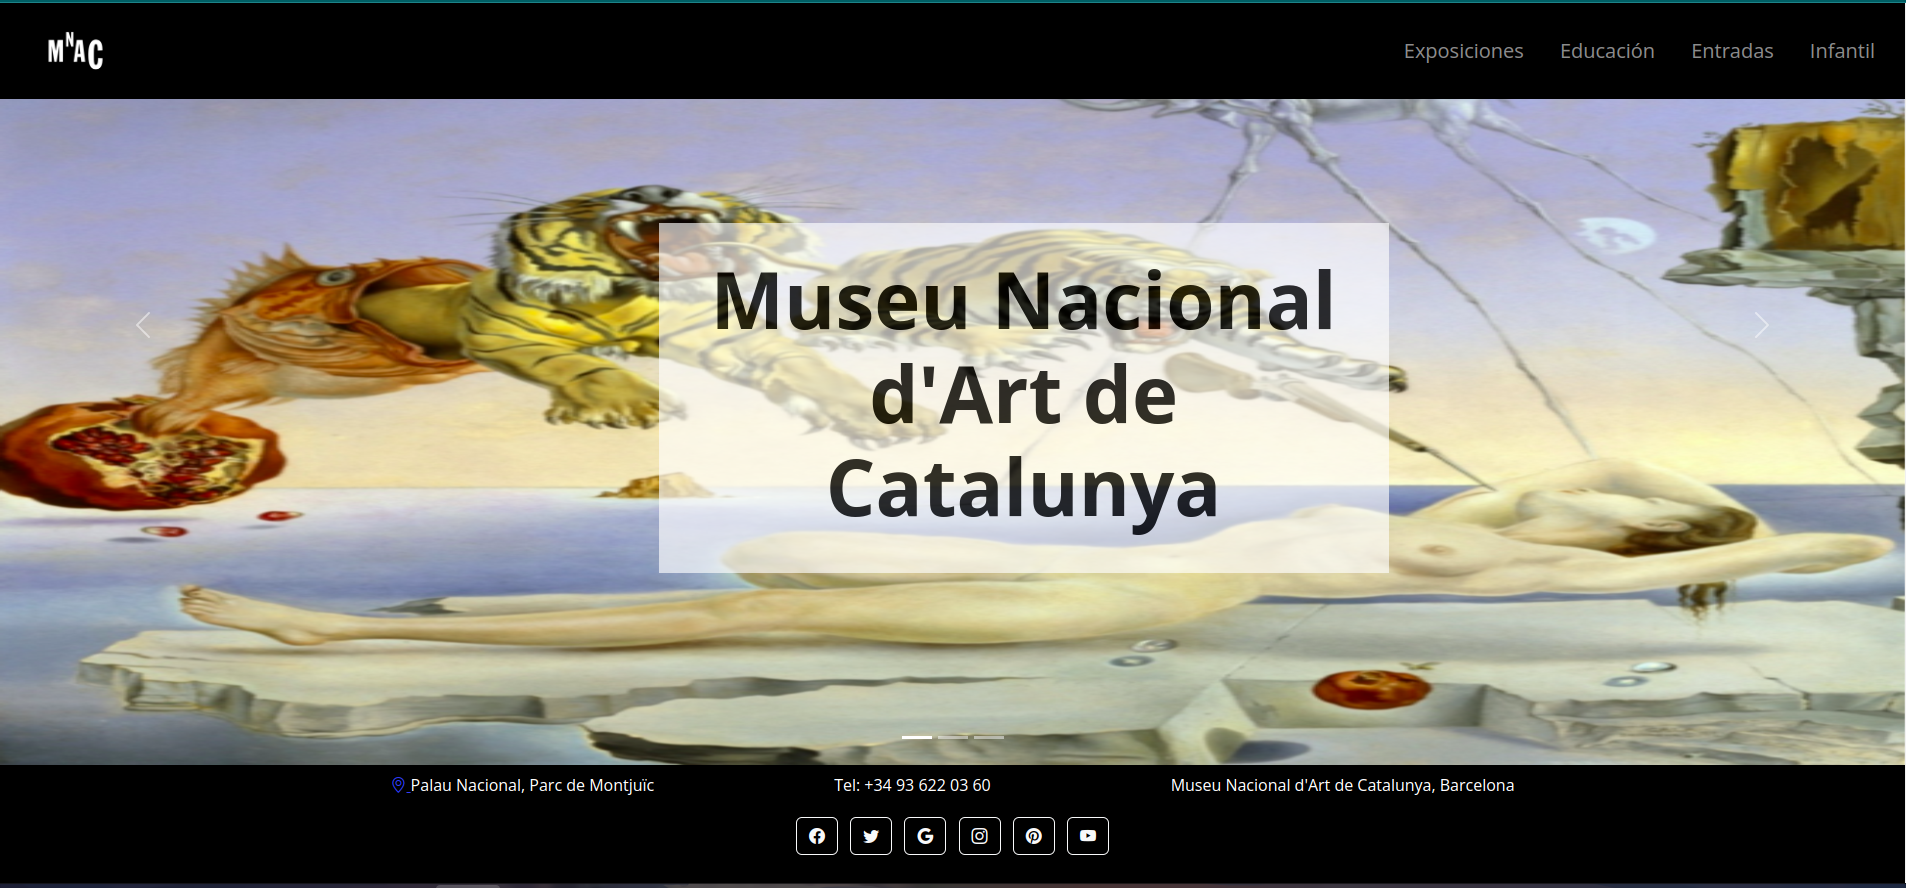 MNAC
Exposiciones Educación Entradas Infantil
Museu Nacional
d'Art de
Catalunya
Palau Nacional, Parc de Montjuïc Tel: +34 93 622 03 60 Museu Nacional d'Art de Catalunya, Barcelona